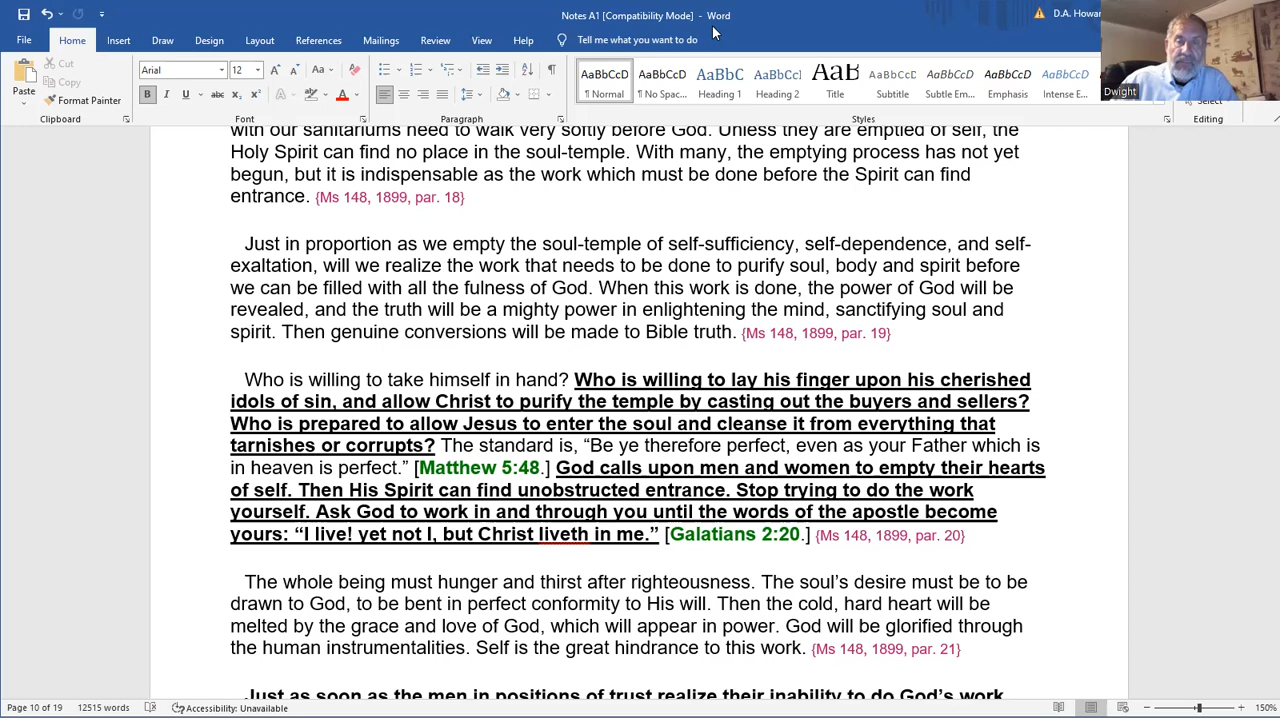 Notes A1 [Compatibility Mode] - Word
D.A. Howar
File Home Insert Draw Design Layout References Mailings Review View Help Tell me what you want to do
Paste
Cut
Copy
Format Painter
Clipboard
Arial 12
Font
Paragraph
AaBbCcD AaBbCcD AaBbC AaBbCcl AaB AaBbCcD AaBbCcD AaBbCcD AaBbCcD
¶ Normal ¶ No Spac... Heading 1 Heading 2 Title Subtitle Subtle Em... Emphasis Intense E...
Styles
Dwight
Select
Editing
with our sanitariums need to walk very softly before God. Unless they are emptied of self, the
Holy Spirit can find no place in the soul-temple. With many, the emptying process has not yet
begun, but it is indispensable as the work which must be done before the Spirit can find
entrance. {Ms 148, 1899, par. 18}
Just in proportion as we empty the soul-temple of self-sufficiency, self-dependence, and self-
exaltation, will we realize the work that needs to be done to purify soul, body and spirit before
we can be filled with all the fulness of God. When this work is done, the power of God will be
revealed, and the truth will be a mighty power in enlightening the mind, sanctifying soul and
spirit. Then genuine conversions will be made to Bible truth. {Ms 148, 1899, par. 19}
Who is willing to take himself in hand? Who is willing to lay his finger upon his cherished
idols of sin, and allow Christ to purify the temple by casting out the buyers and sellers?
Who is prepared to allow Jesus to enter the soul and cleanse it from everything that
tarnishes or corrupts? The standard is, “Be ye therefore perfect, even as your Father which is
in heaven is perfect.” [Matthew 5:48.] God calls upon men and women to empty their hearts
of self. Then His Spirit can find unobstructed entrance. Stop trying to do the work
yourself. Ask God to work in and through you until the words of the apostle become
yours: “I live! yet not I, but Christ liveth in me.” [Galatians 2:20.] {Ms 148, 1899, par. 20}
The whole being must hunger and thirst after righteousness. The soul’s desire must be to be
drawn to God, to be bent in perfect conformity to His will. Then the cold, hard heart will be
melted by the grace and love of God, which will appear in power. God will be glorified through
the human instrumentalities. Self is the great hindrance to this work. {Ms 148, 1899, par. 21}
Just as soon as the men in positions of trust realize their inability to do God’s work
Page 10 of 19 12515 words Accessibility: Unavailable 150%